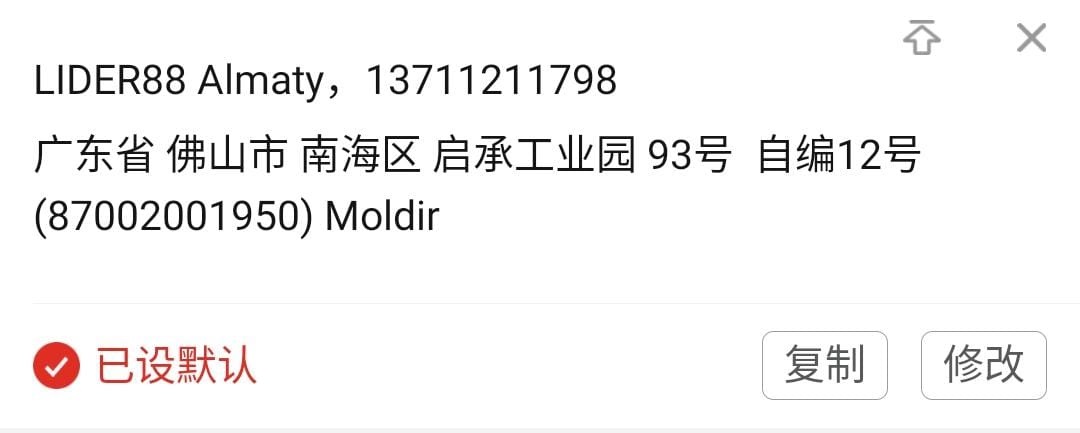 LIDER88 Almaty，13711211798
广东省 佛山市 南海区 启承工业园 93号  自编12号
(87002001950) Moldir
已设默认
复制
修改